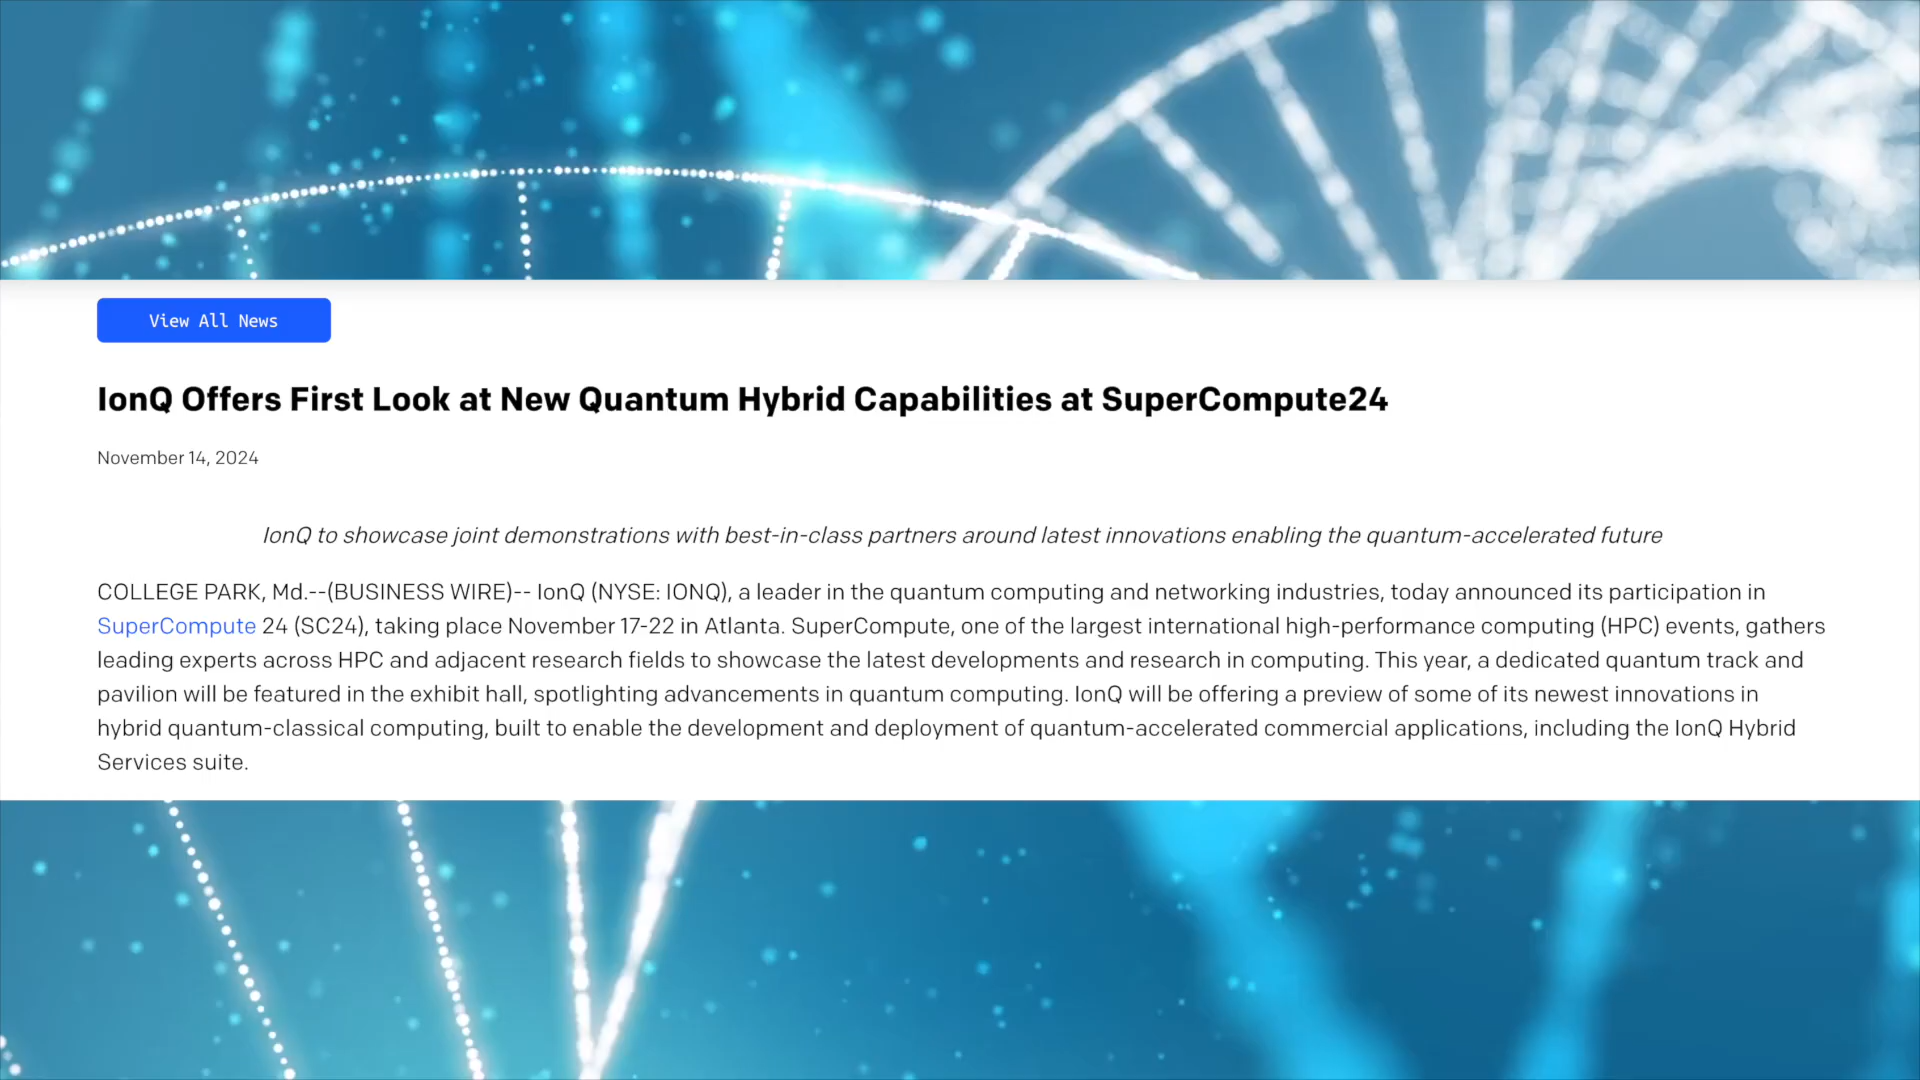 View All News
IonQ Offers First Look at New Quantum Hybrid Capabilities at SuperCompute24
November 14, 2024
IonQ to showcase joint demonstrations with best-in-class partners around latest innovations enabling the quantum-accelerated future
COLLEGE PARK, Md.--(BUSINESS WIRE)-- IonQ (NYSE: IONQ), a leader in the quantum computing and networking industries, today announced its participation in
SuperCompute 24 (SC24), taking place November 17-22 in Atlanta. SuperCompute, one of the largest international high-performance computing (HPC) events, gathers
leading experts across HPC and adjacent research fields to showcase the latest developments and research in computing. This year, a dedicated quantum track and
pavilion will be featured in the exhibit hall, spotlighting advancements in quantum computing. IonQ will be offering a preview of some of its newest innovations in
hybrid quantum-classical computing, built to enable the development and deployment of quantum-accelerated commercial applications, including the IonQ Hybrid
Services suite.